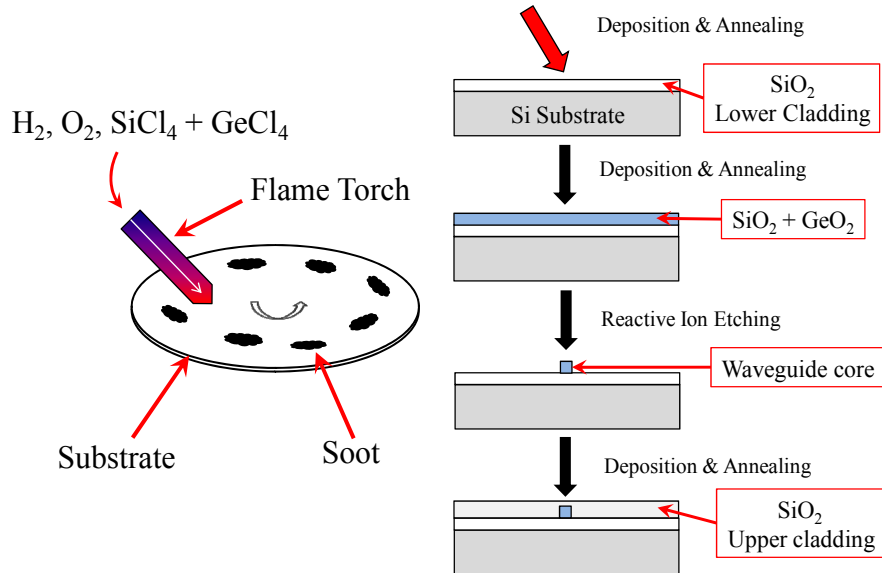 H₂, O₂, SiCl₄ + GeCl₄
Flame Torch
Substrate
Soot
Deposition & Annealing
SiO₂
Lower Cladding
Si Substrate
Deposition & Annealing
SiO₂ + GeO₂
Reactive Ion Etching
Waveguide core
Deposition & Annealing
SiO₂
Upper cladding